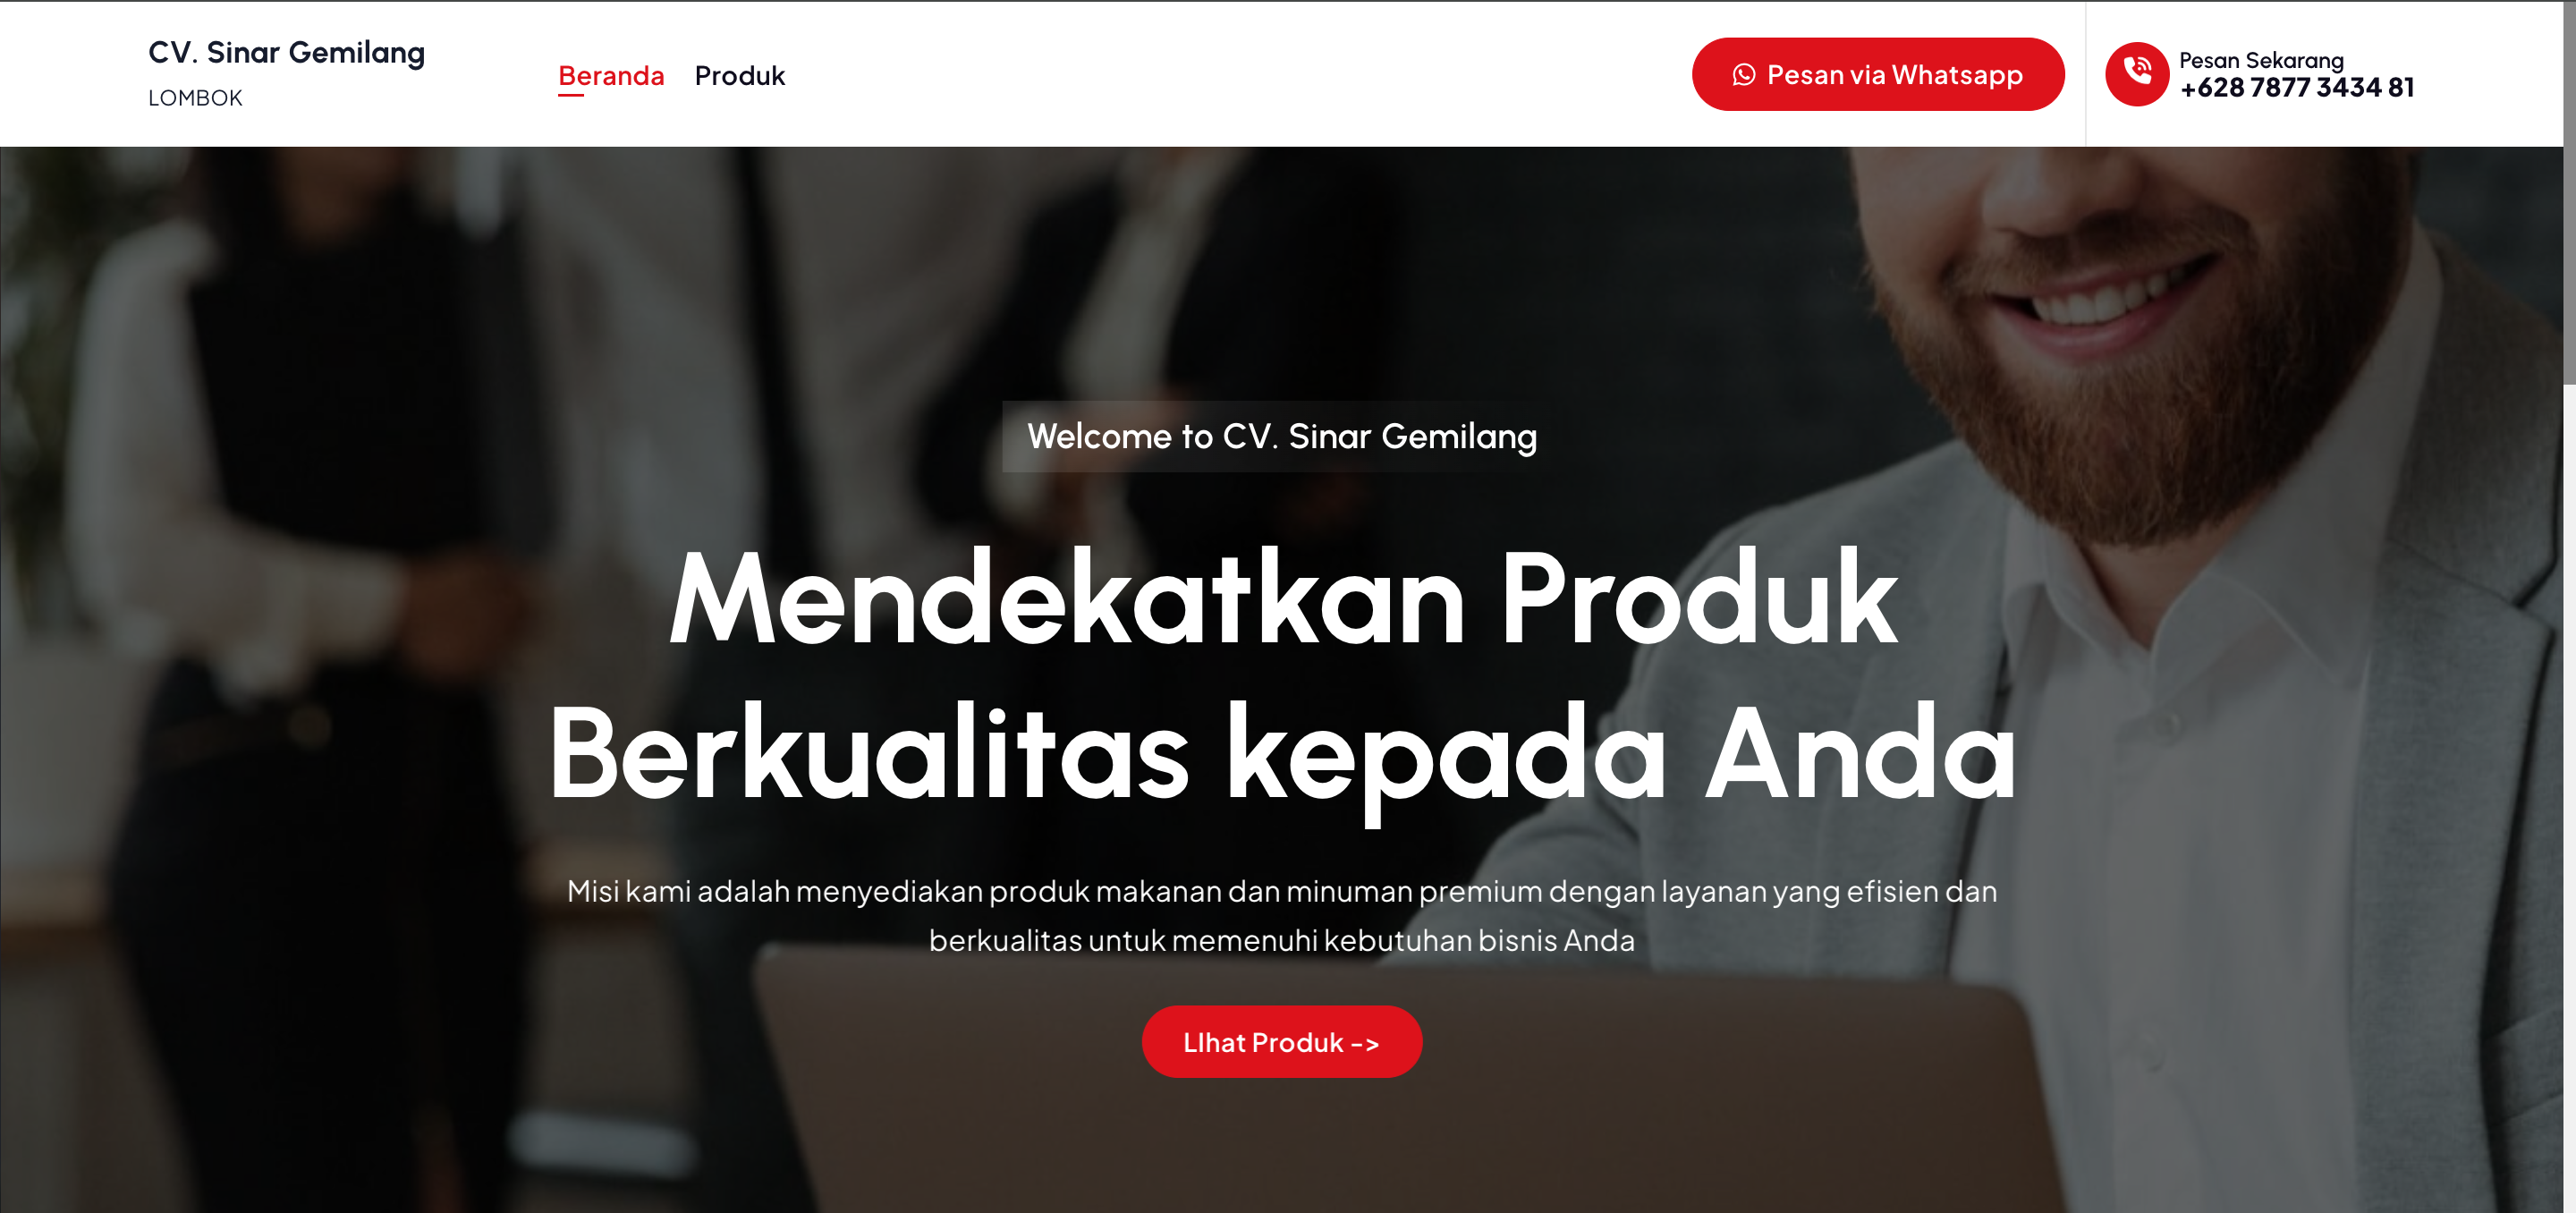 CV. Sinar Gemilang
LOMBOK
Beranda
Produk
Pesan via Whatsapp
Pesan Sekarang
+628 7877 3434 81
Welcome to CV. Sinar Gemilang
Mendekatkan Produk
Berkualitas kepada Anda
Misi kami adalah menyediakan produk makanan dan minuman premium dengan layanan yang efisien dan
berkualitas untuk memenuhi kebutuhan bisnis Anda
LIhat Produk ->